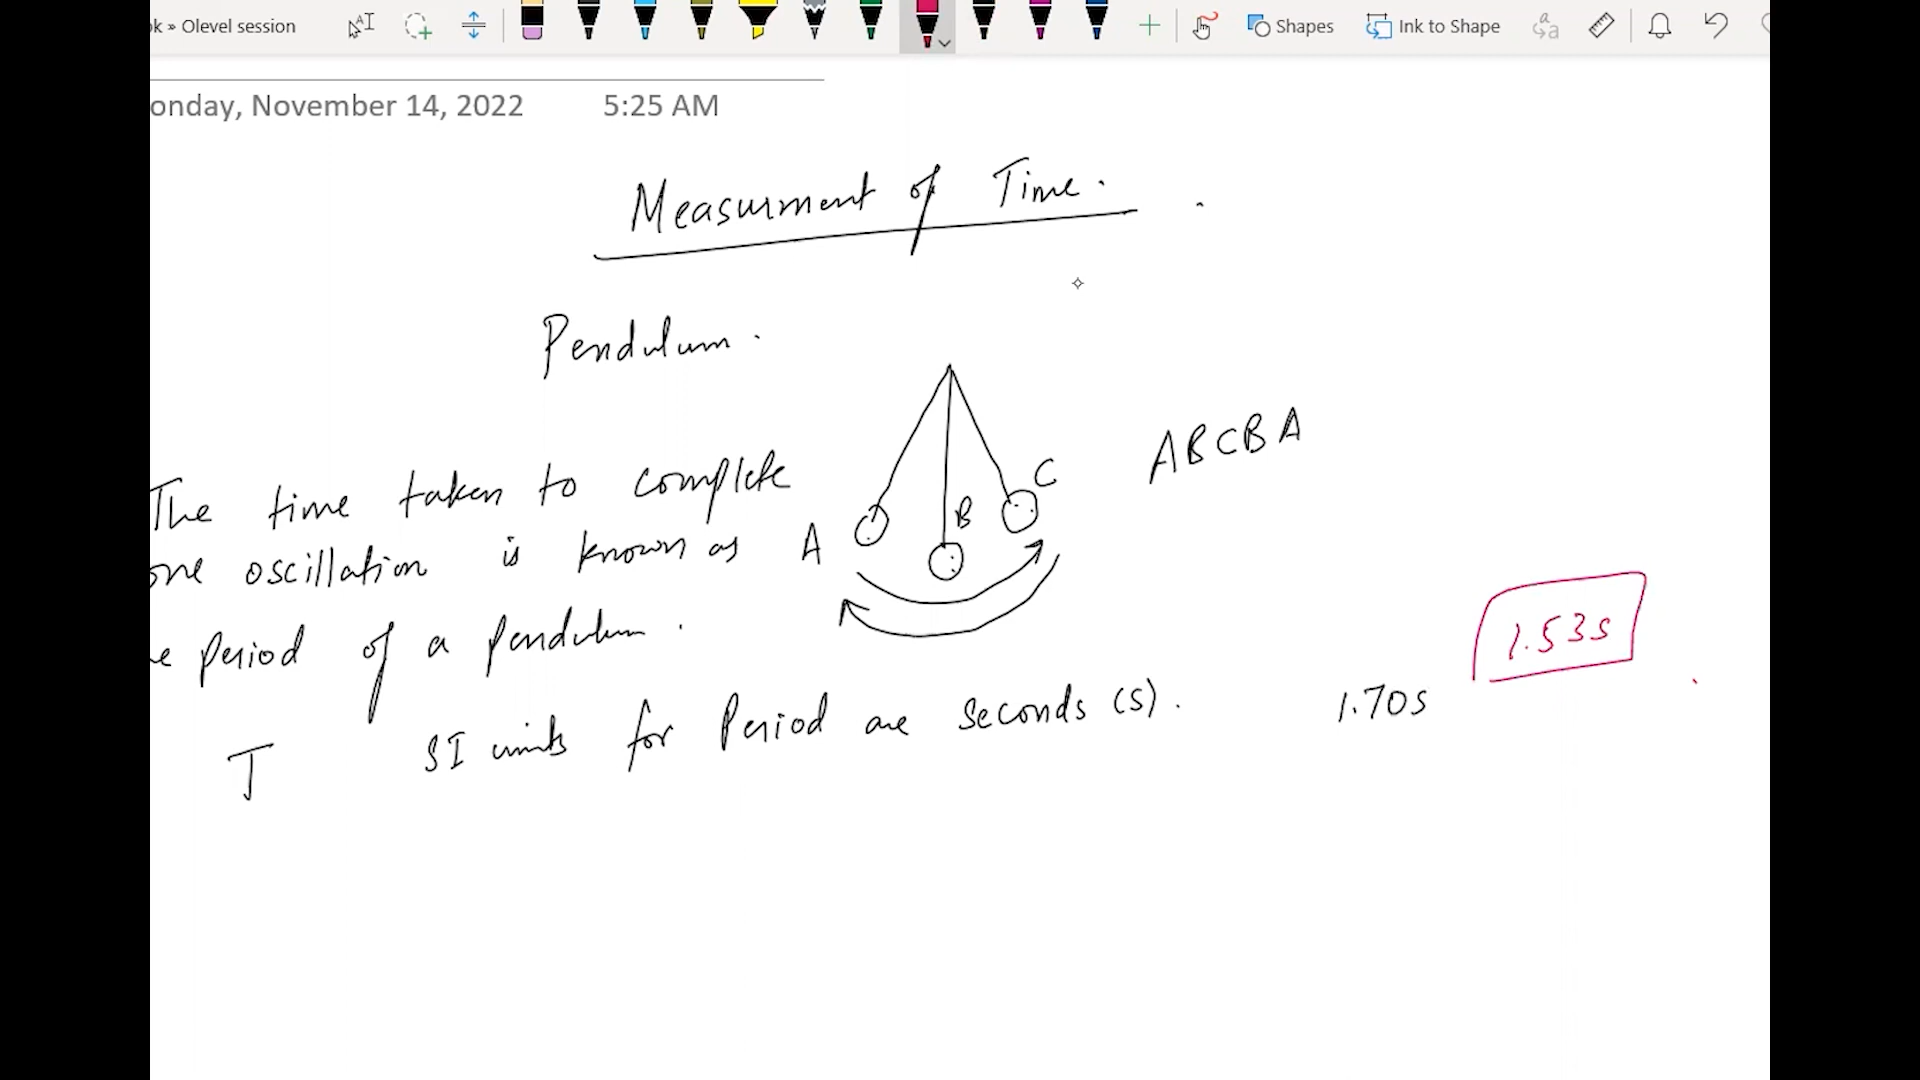 ok » Olevel session
Shapes
Ink to Shape
onday, November 14, 2022 5:25 AM
Measurment of Time.
Pendulum.
The time taken to complete
one oscillation is known as
e period of a pendulum.
A
B
C
ABCBA
1.53s
T SI units for Period are seconds (s). 1.70s